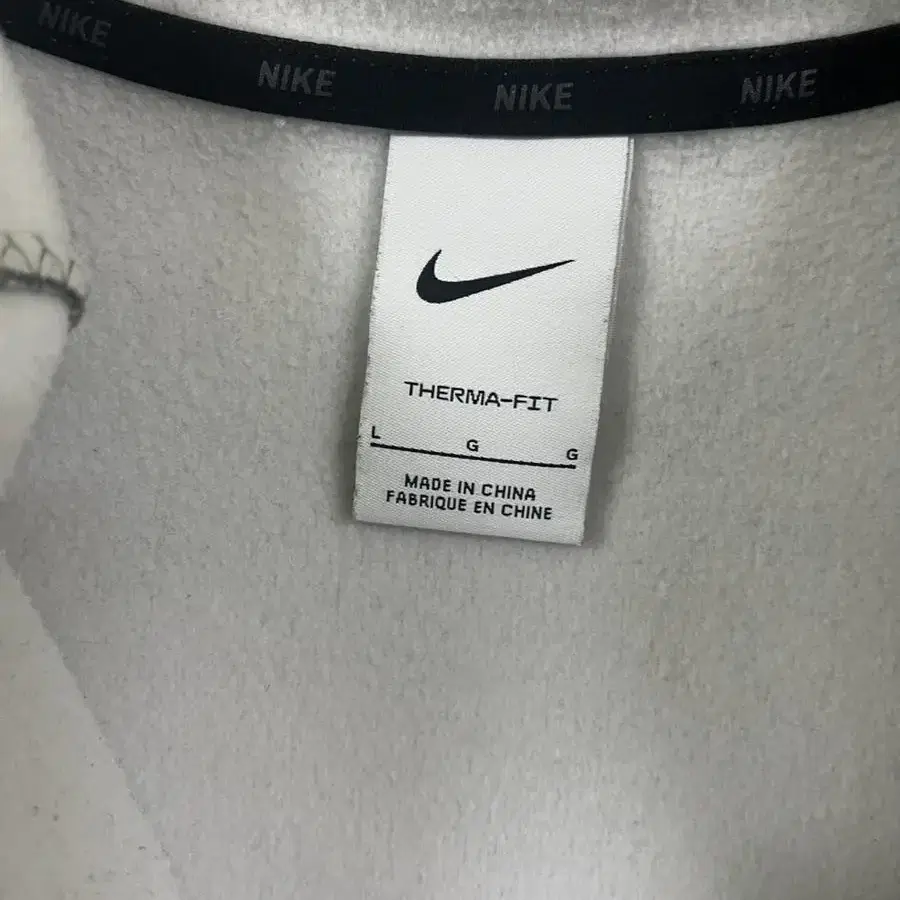 NIKE NIKE NIKE NIKE
THERMA-FIT
L G G
MADE IN CHINA
FABRIQUE EN CHINE